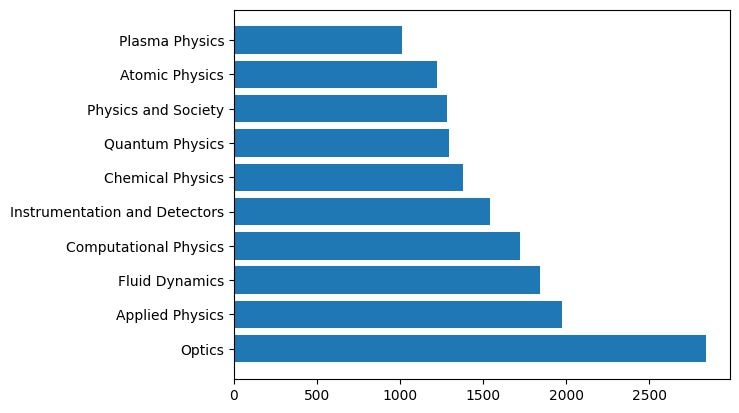 Plasma Physics
Atomic Physics
Physics and Society
Quantum Physics
Chemical Physics
Instrumentation and Detectors
Computational Physics
Fluid Dynamics
Applied Physics
Optics
0 500 1000 1500 2000 2500